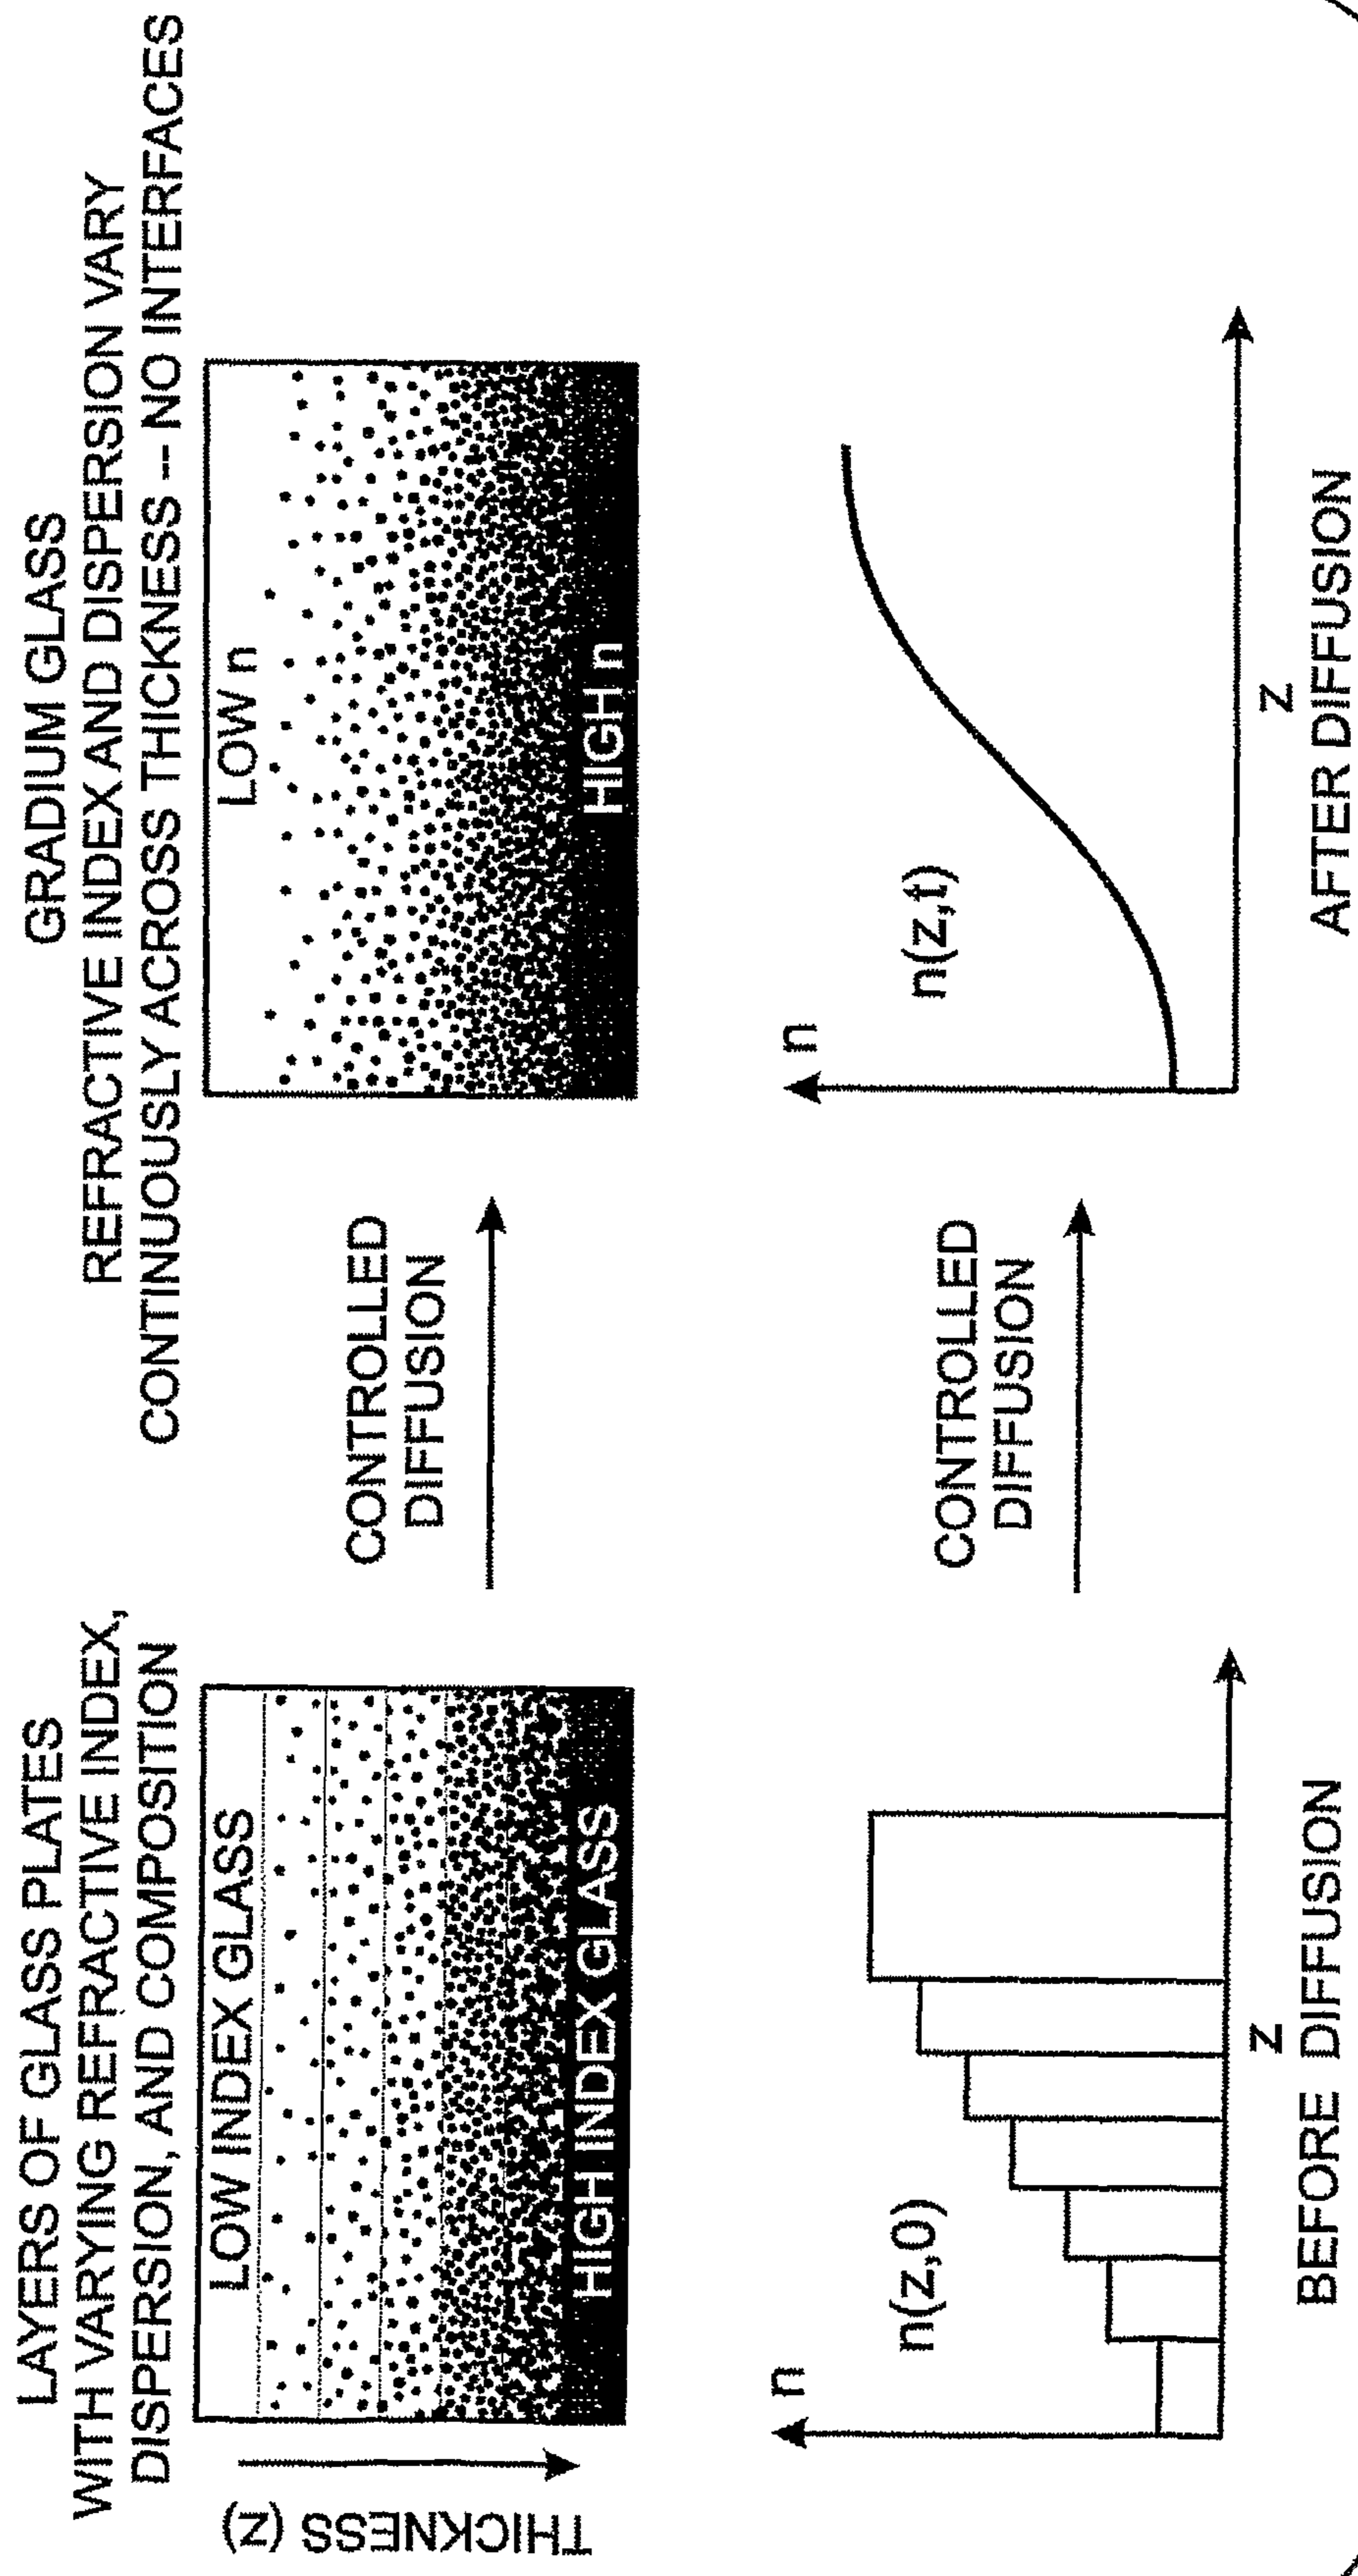 LAYERS OF GLASS PLATES
WITH VARYING REFRACTIVE INDEX,
DISPERSION, AND COMPOSITION
THICKNESS (Z)
LOW INDEX GLASS
HIGH INDEX GLASS
CONTROLLED
DIFFUSION
GRADIUM GLASS
REFRACTIVE INDEX AND DISPERSION VARY
CONTINUOUSLY ACROSS THICKNESS -- NO INTERFACES
LOW n
HIGH n
n
n(z,0)
Z
BEFORE DIFFUSION
CONTROLLED
DIFFUSION
n
n(z,t)
Z
AFTER DIFFUSION